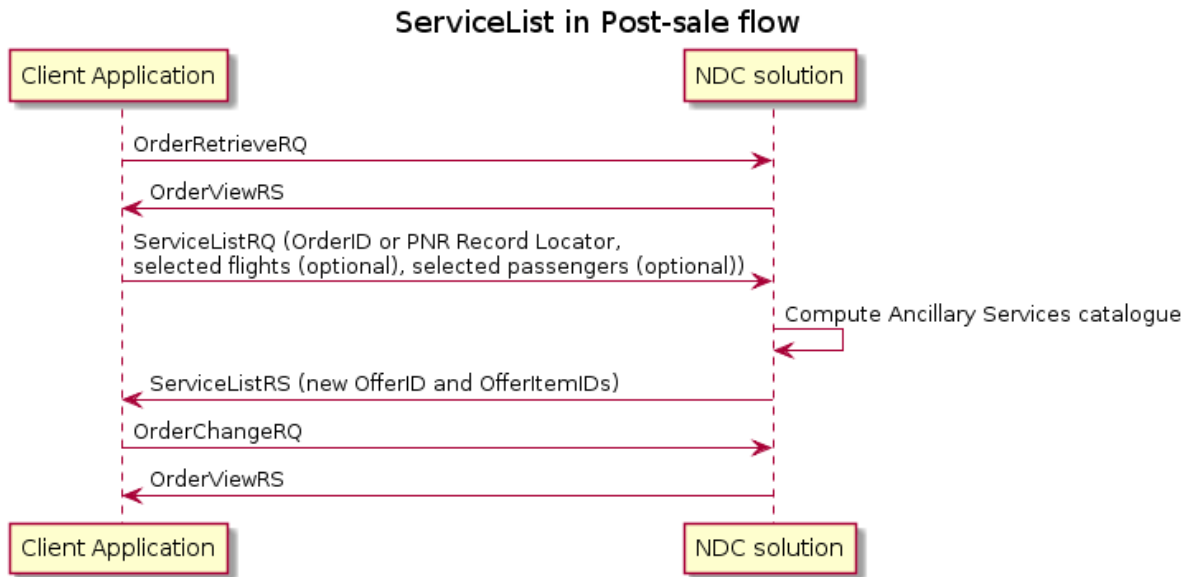 ServiceList in Post-sale flow
Client Application
NDC solution
OrderRetrieveRQ
OrderViewRS
ServiceListRQ (OrderID or PNR Record Locator,
selected flights (optional), selected passengers (optional))
Compute Ancillary Services catalogue
ServiceListRS (new OfferID and OfferItemIDs)
OrderChangeRQ
OrderViewRS
Client Application
NDC solution